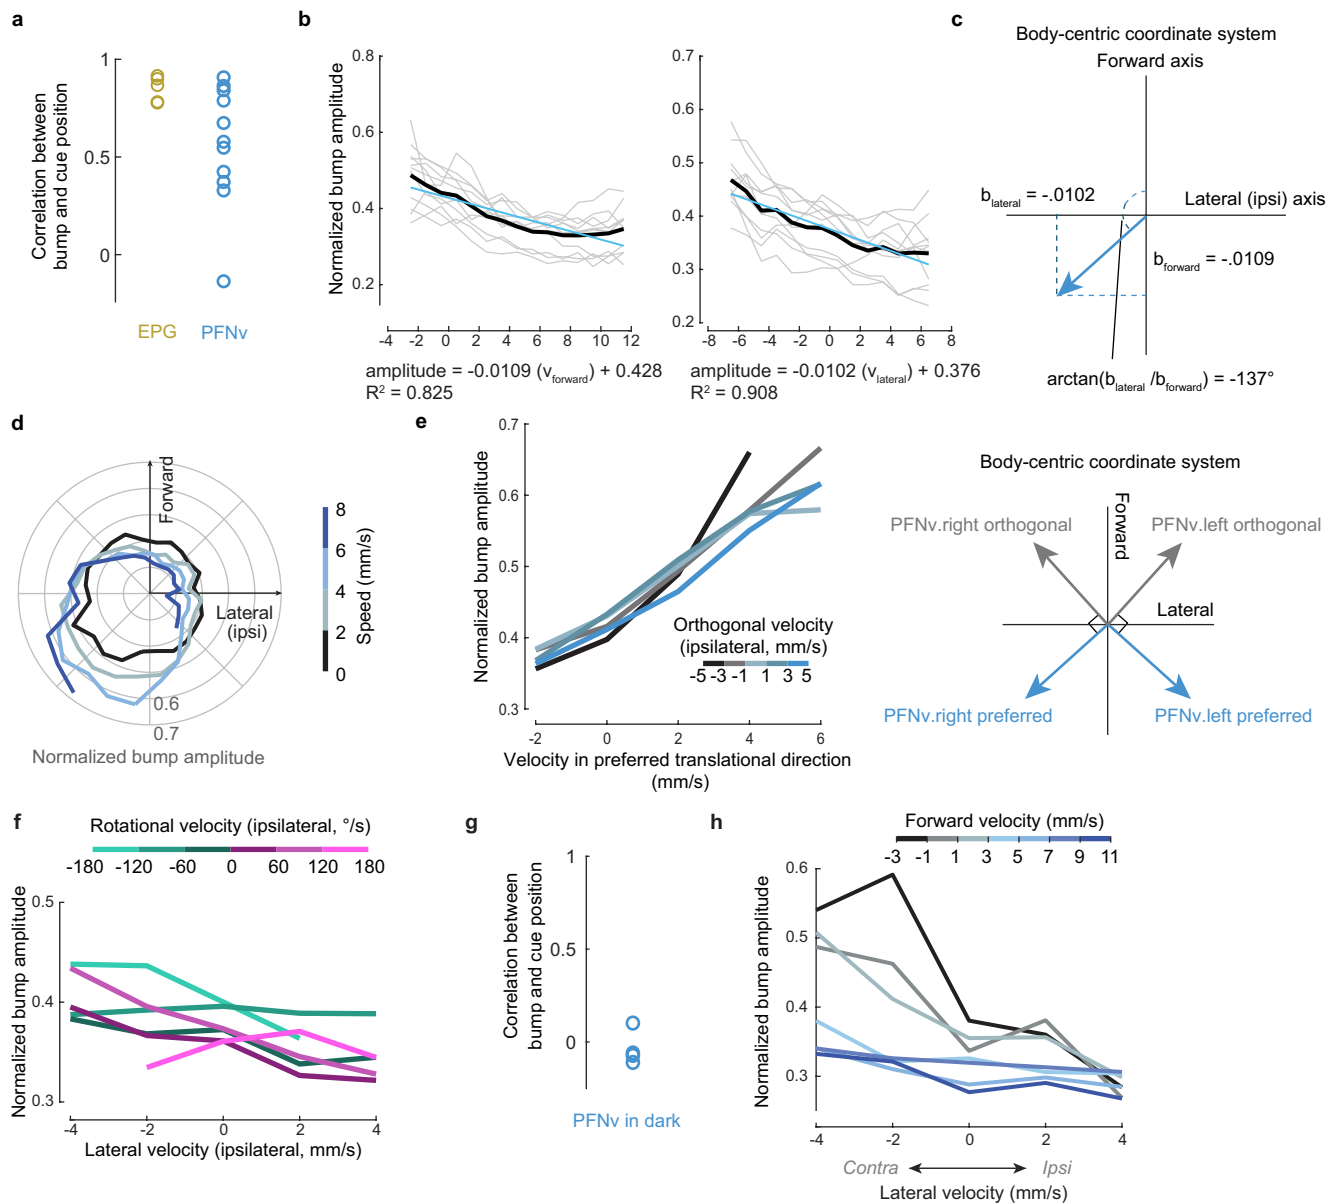 a
Correlation between
bump and cue position
1
0.5
0
EPG
PFNv
b
Normalized bump amplitude
0.8
0.6
0.4
0.2
-4 -2 0 2 4 6 8 10 12
amplitude = -0.0109 (vforward) + 0.428
R² = 0.825
0.7
0.6
0.5
0.4
0.3
0.2
-8 -6 -4 -2 0 2 4 6 8
amplitude = -0.0102 (vlateral) + 0.376
R² = 0.908
c
Body-centric coordinate system
Forward axis
blateral = -.0102
Lateral (ipsi) axis
bforward = -.0109
arctan(blateral /bforward) = -137°
d
Forward
Lateral
(ipsi)
0.6
0.7
Normalized bump amplitude
8
6
4
2
0
Speed (mm/s)
e
Normalized bump amplitude
0.7
0.6
0.5
0.4
0.3
Orthogonal velocity
(ipsilateral, mm/s)
-5 -3 -1 1 3 5
-2 0 2 4 6
Velocity in preferred translational direction
(mm/s)
Body-centric coordinate system
Forward
PFNv.right orthogonal
PFNv.left orthogonal
Lateral
PFNv.right preferred
PFNv.left preferred
f
Rotational velocity (ipsilateral, °/s)
-180 -120 -60 0 60 120 180
Normalized bump amplitude
0.5
0.4
0.3
-4 -2 0 2 4
Lateral velocity (ipsilateral, mm/s)
g
Correlation between
bump and cue position
1
0.5
0
PFNv in dark
h
Forward velocity (mm/s)
-3 -1 1 3 5 7 9 11
Normalized bump amplitude
0.6
0.5
0.4
0.3
-4 -2 0 2 4
Contra Ipsi
Lateral velocity (mm/s)